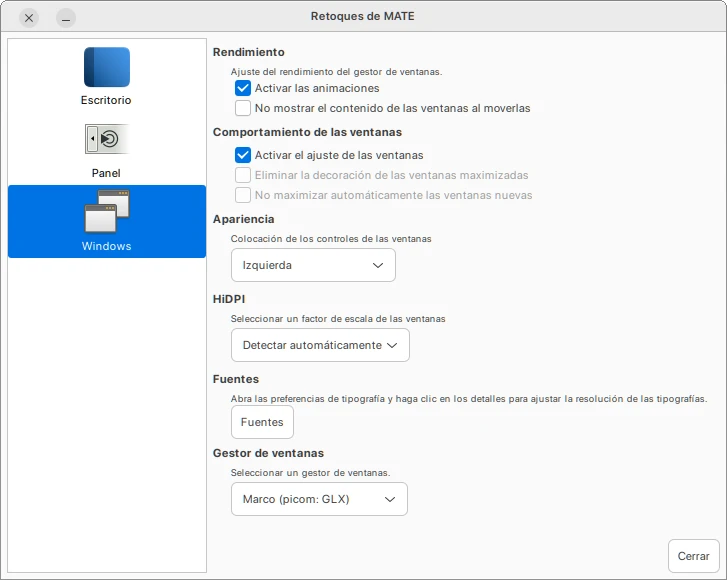 Retoques de MATE
Escritorio
Panel
Windows
Rendimiento
Ajuste del rendimiento del gestor de ventanas.
Activar las animaciones
No mostrar el contenido de las ventanas al moverlas
Comportamiento de las ventanas
Activar el ajuste de las ventanas
Eliminar la decoración de las ventanas maximizadas
No maximizar automáticamente las ventanas nuevas
Apariencia
Colocación de los controles de las ventanas
Izquierda
HiDPI
Seleccionar un factor de escala de las ventanas
Detectar automáticamente
Fuentes
Abra las preferencias de tipografía y haga clic en los detalles para ajustar la resolución de las tipografías.
Fuentes
Gestor de ventanas
Seleccionar un gestor de ventanas.
Marco (picom: GLX)
Cerrar